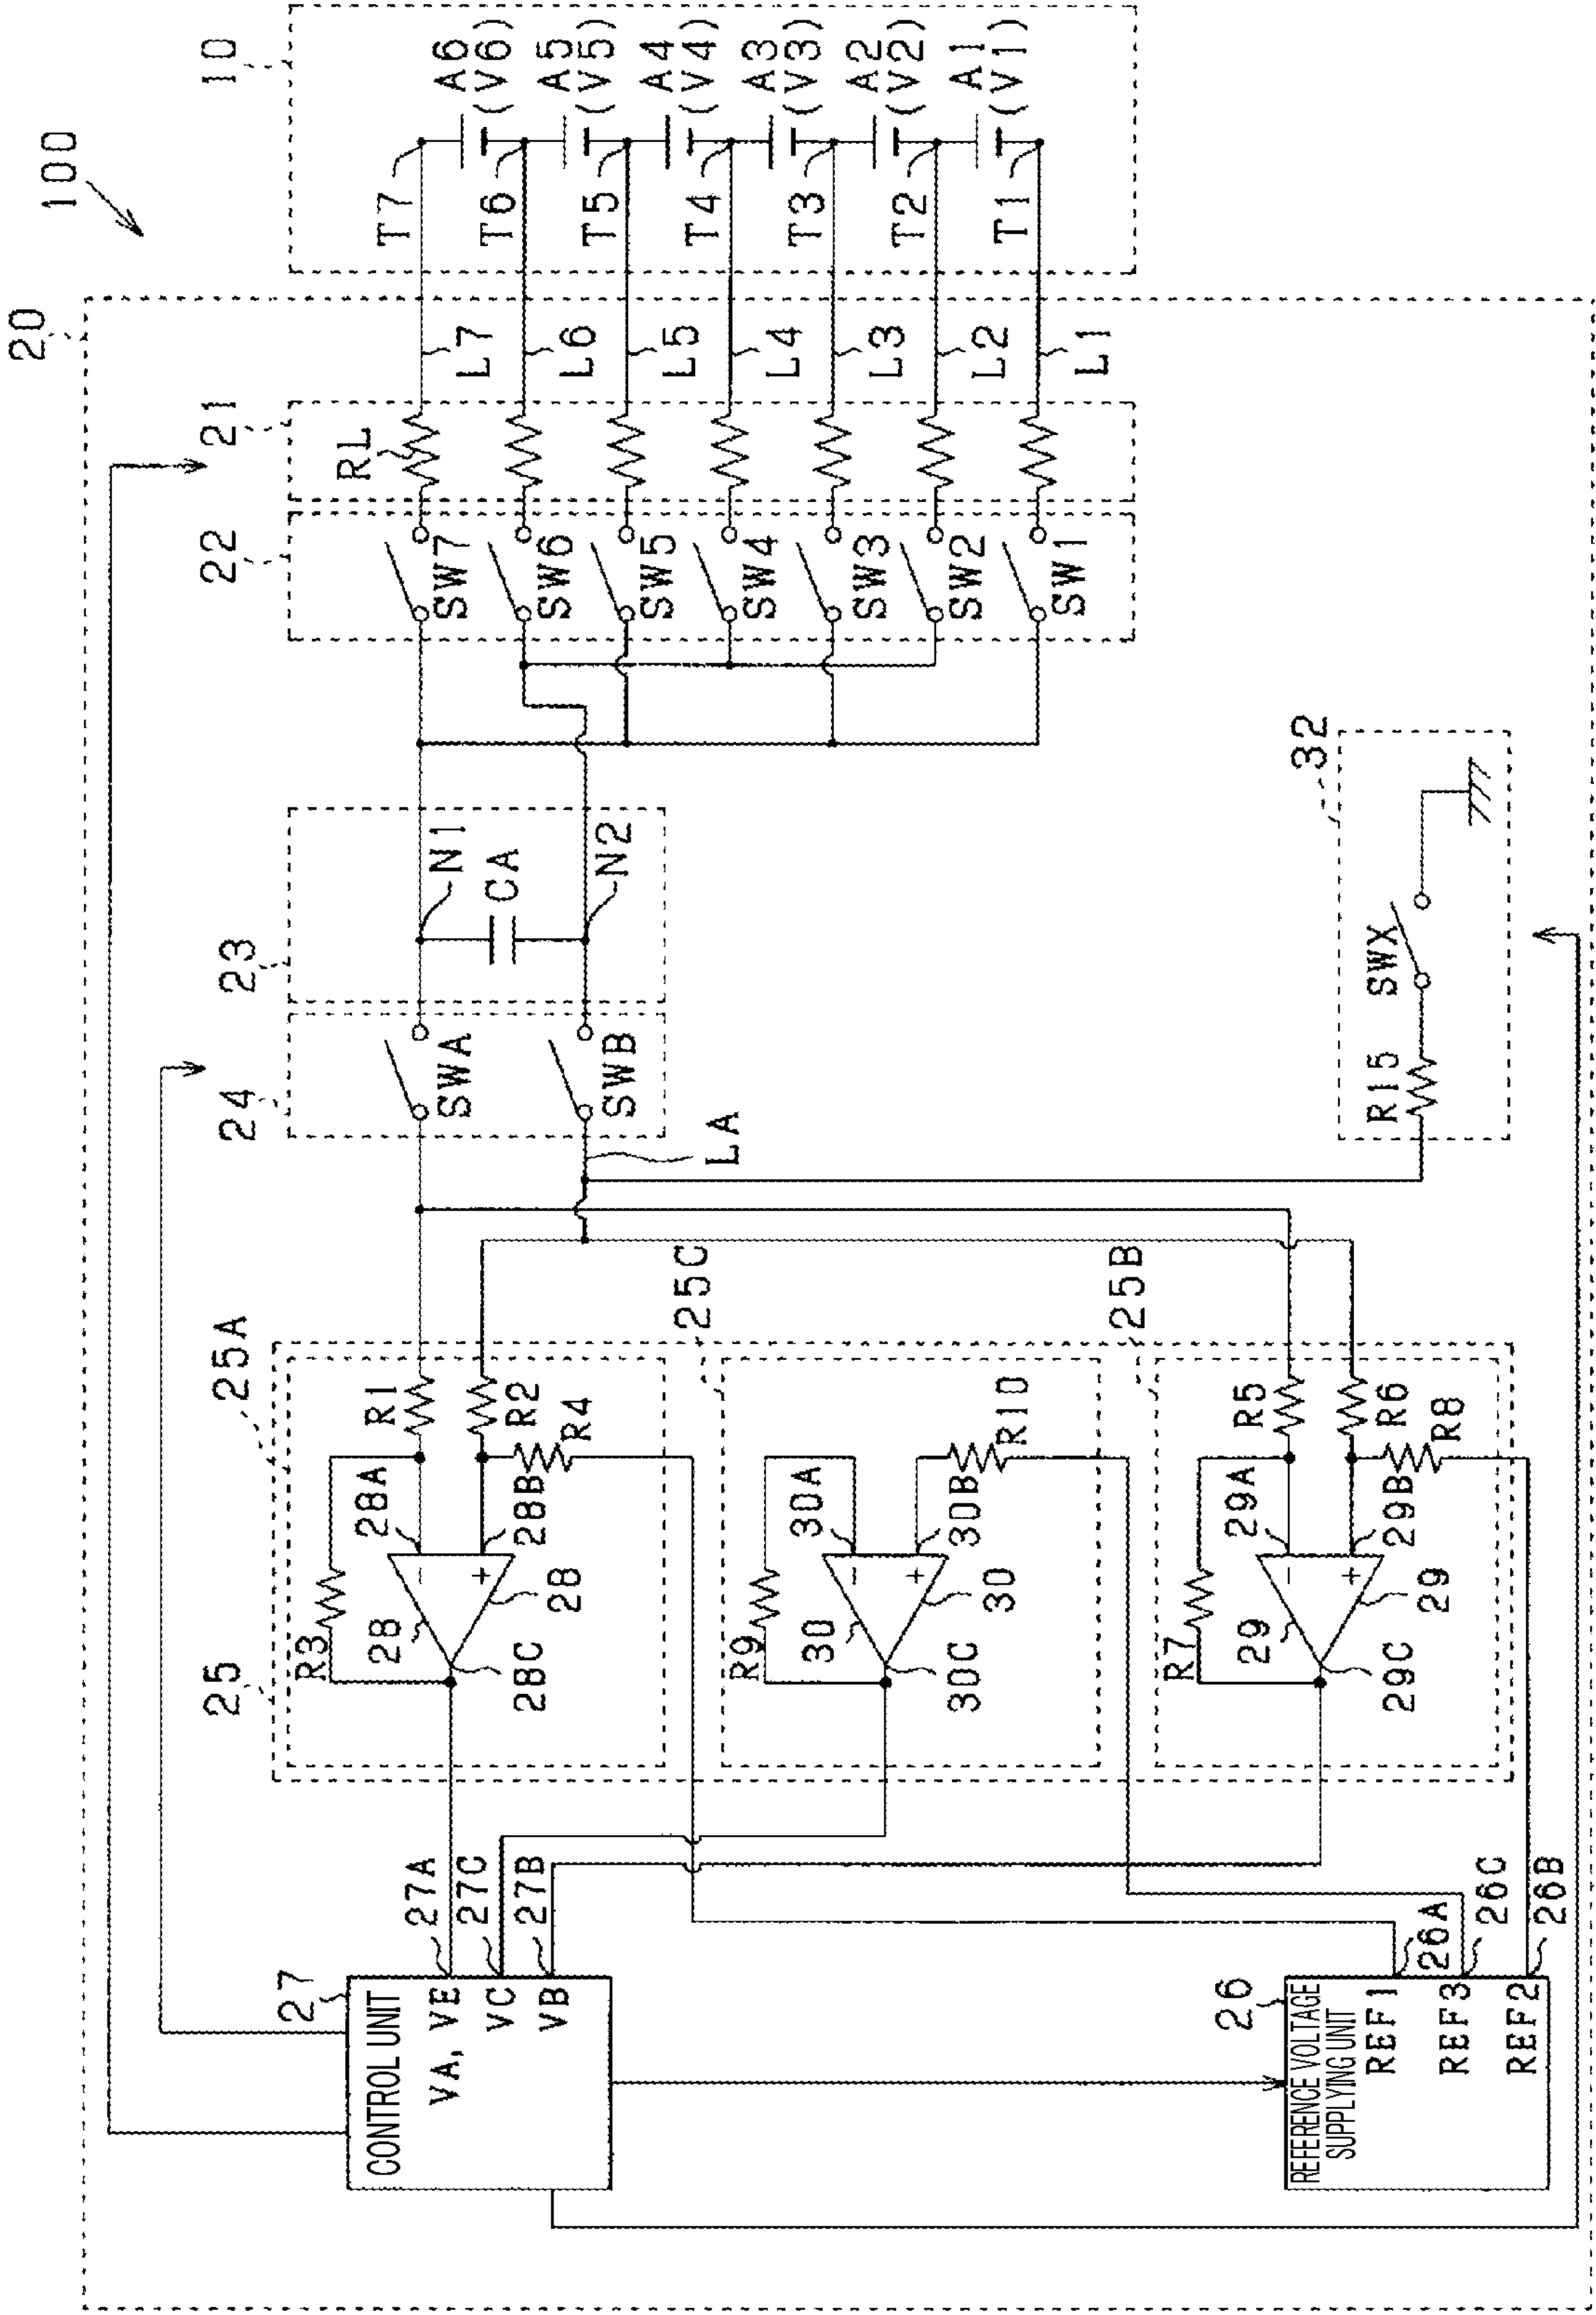 100
10
A6
(V6)
A5
(V5)
A4
(V4)
A3
(V3)
A2
(V2)
A1
(V1)
T7
T6
T5
T4
T3
T2
T1
20
L7
L6
L5
L4
L3
L2
L1
21
RL
22
SW7
SW6
SW5
SW4
SW3
SW2
SW1
23
N1
CA
N2
32
SWX
R15
24
SWA
SWB
LA
25
25A
25C
25B
R1
R2
R4
R3
28A
28B
28
28
28C
-
+
R10
30A
30B
R9
30
30
30C
-
+
R5
R6
R8
29A
29B
R7
29
29
29C
-
+
27A
27C
27B
27
CONTROL UNIT
VA, VE
VC
VB
26A
26C
26B
26
REFERENCE VOLTAGE
SUPPLYING UNIT
REF1
REF3
REF2